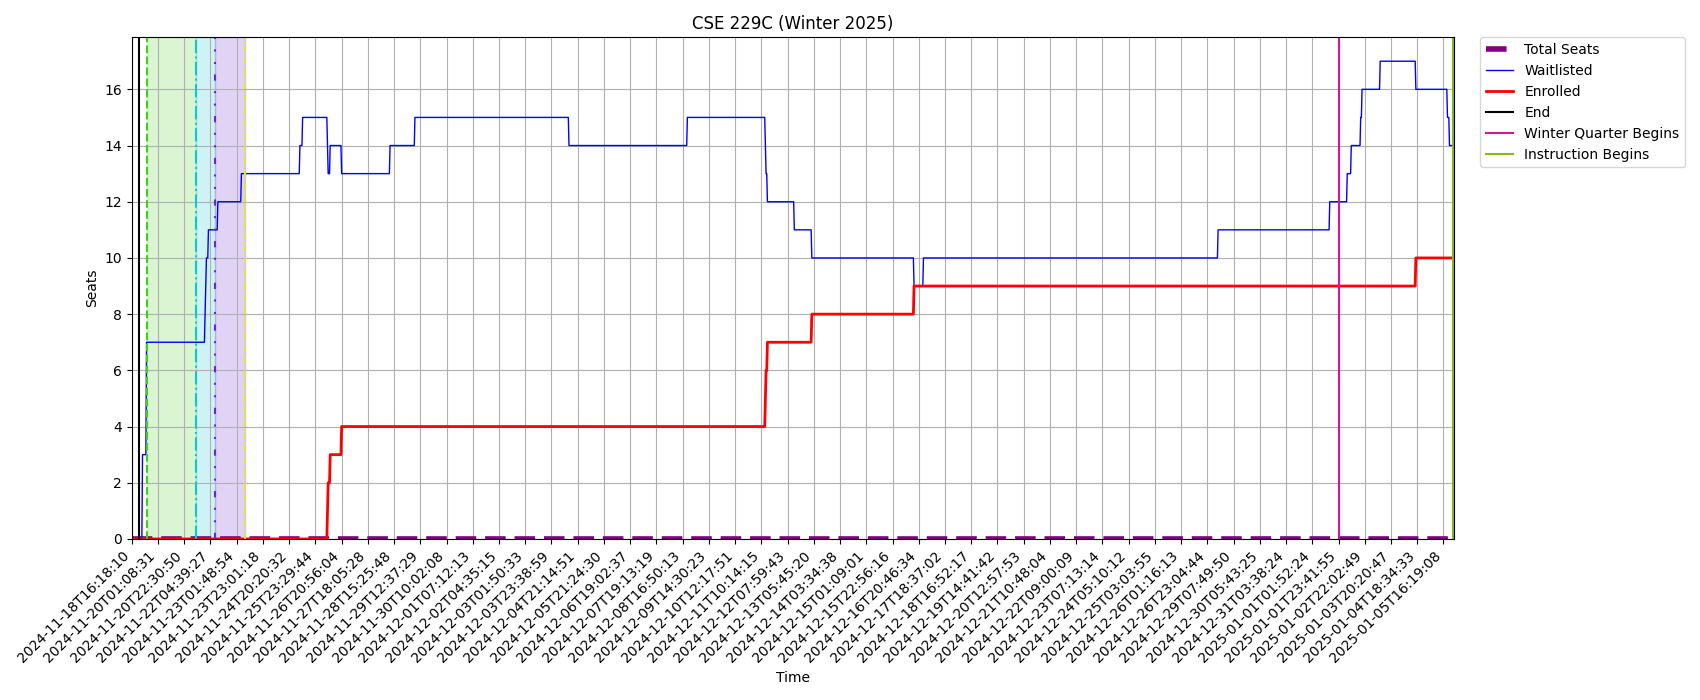 CSE 229C (Winter 2025)
Total Seats
Waitlisted
Enrolled
End
Winter Quarter Begins
Instruction Begins
Seats
16
14
12
10
8
6
4
2
0
2024-11-18T16:18:10
2024-11-20T01:08:31
2024-11-20T22:30:50
2024-11-22T04:39:27
2024-11-23T01:48:54
2024-11-23T23:01:18
2024-11-24T20:20:32
2024-11-25T23:29:44
2024-11-26T20:56:04
2024-11-27T18:05:28
2024-11-28T15:25:48
2024-11-29T12:37:29
2024-11-30T10:02:08
2024-12-01T07:12:13
2024-12-02T04:35:15
2024-12-03T01:50:33
2024-12-03T23:38:59
2024-12-04T21:14:51
2024-12-05T21:24:30
2024-12-06T19:02:37
2024-12-07T19:13:19
2024-12-08T16:50:13
2024-12-09T14:30:23
2024-12-10T12:17:51
2024-12-11T10:14:15
2024-12-12T07:59:43
2024-12-13T05:45:20
2024-12-14T03:34:38
2024-12-15T01:09:01
2024-12-15T22:56:16
2024-12-16T20:46:34
2024-12-17T18:37:02
2024-12-18T16:52:17
2024-12-19T14:41:42
2024-12-20T12:57:53
2024-12-21T10:48:04
2024-12-22T09:00:09
2024-12-23T07:13:14
2024-12-24T05:10:12
2024-12-25T03:03:55
2024-12-26T01:16:13
2024-12-26T23:04:44
2024-12-29T07:49:50
2024-12-30T05:43:25
2024-12-31T03:38:24
2025-01-01T01:52:24
2025-01-01T23:41:55
2025-01-02T22:02:49
2025-01-03T20:20:47
2025-01-04T18:34:33
2025-01-05T16:19:08
Time